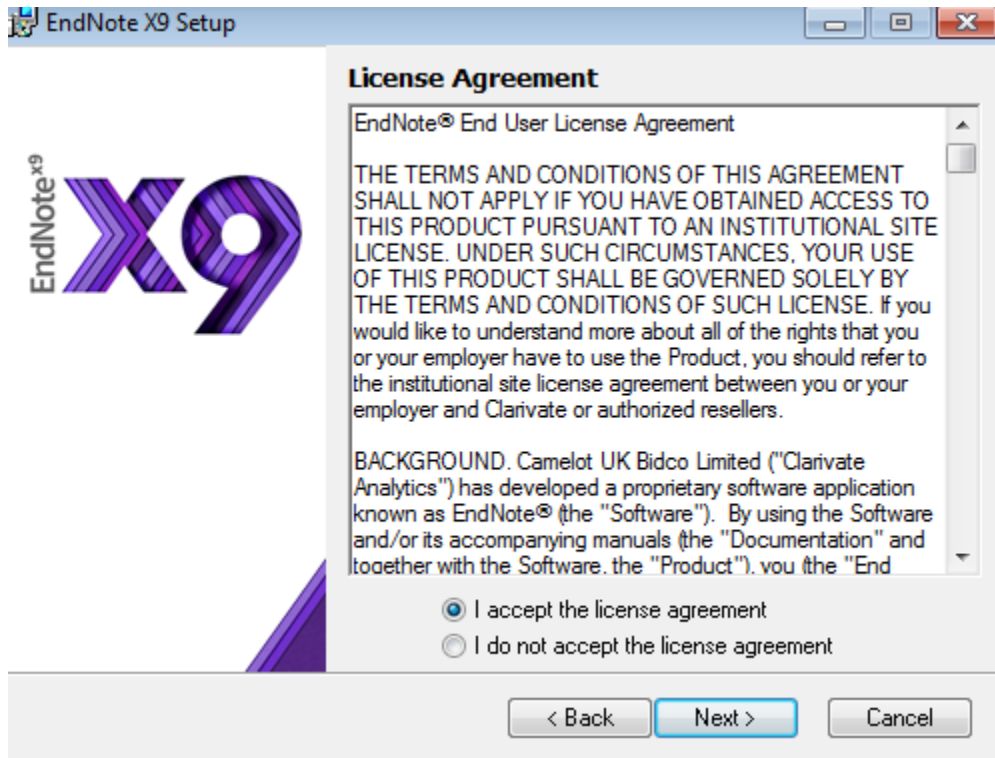 EndNote X9 Setup
License Agreement
EndNote® End User License Agreement
THE TERMS AND CONDITIONS OF THIS AGREEMENT
SHALL NOT APPLY IF YOU HAVE OBTAINED ACCESS TO
THIS PRODUCT PURSUANT TO AN INSTITUTIONAL SITE
LICENSE. UNDER SUCH CIRCUMSTANCES, YOUR USE
OF THIS PRODUCT SHALL BE GOVERNED SOLELY BY
THE TERMS AND CONDITIONS OF SUCH LICENSE. If you
would like to understand more about all of the rights that you
or your employer have to use the Product, you should refer to
the institutional site license agreement between you or your
employer and Clarivate or authorized resellers.
BACKGROUND. Camelot UK Bidco Limited ("Clarivate
Analytics") has developed a proprietary software application
known as EndNote® (the "Software").  By using the Software
and/or its accompanying manuals (the "Documentation" and
together with the Software, the "Product"), you (the "End
EndNote x9
X9
I accept the license agreement
I do not accept the license agreement
< Back
Next >
Cancel